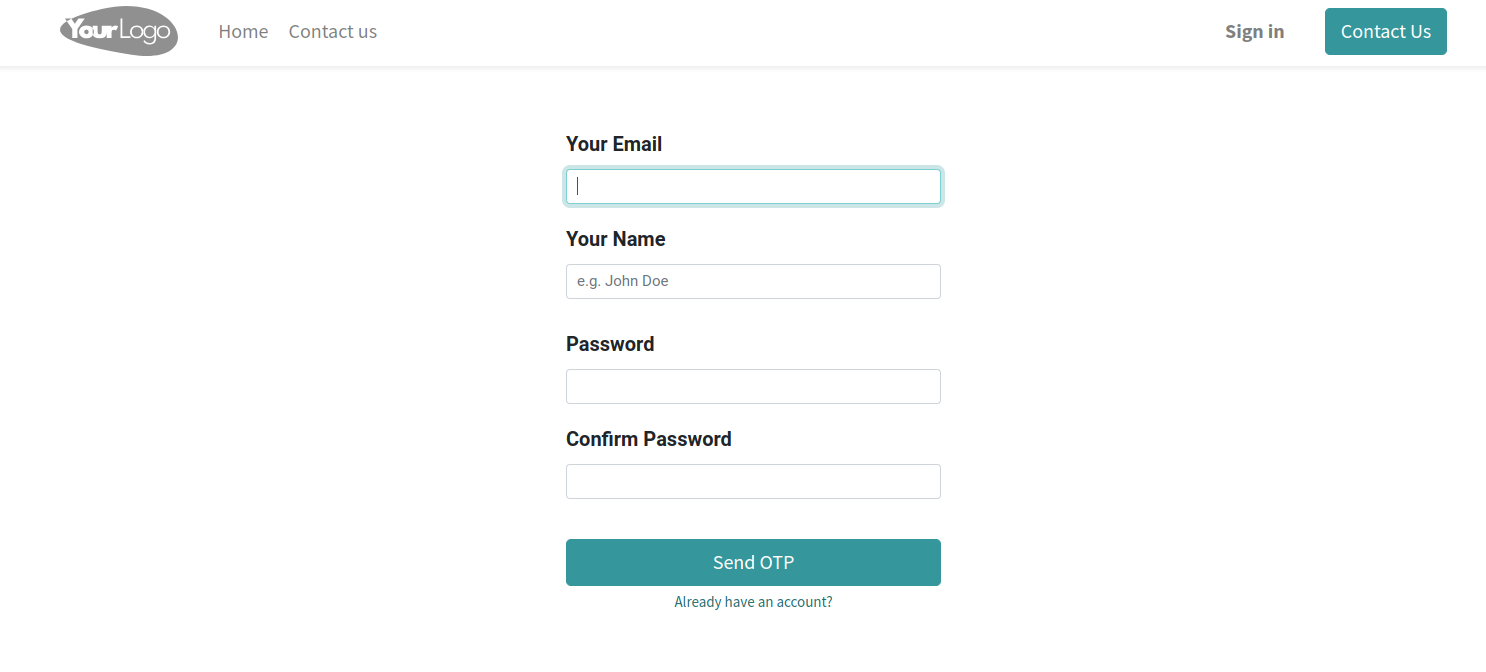 YourLogo Home Contact us Sign in Contact Us
Your Email
Your Name
e.g. John Doe
Password
Confirm Password
Send OTP
Already have an account?